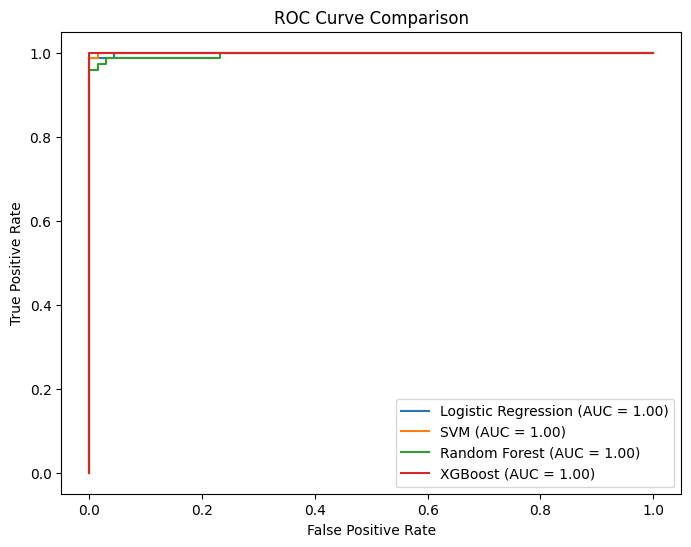 ROC Curve Comparison
1.0
0.8
0.6
0.4
0.2
0.0
True Positive Rate
0.0 0.2 0.4 0.6 0.8 1.0
False Positive Rate
Logistic Regression (AUC = 1.00)
SVM (AUC = 1.00)
Random Forest (AUC = 1.00)
XGBoost (AUC = 1.00)